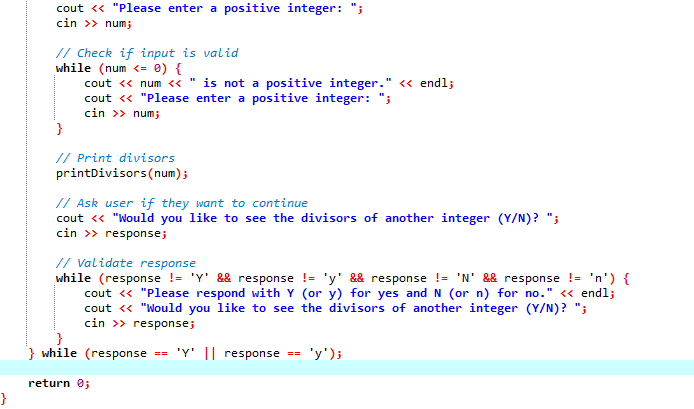 cout << "Please enter a positive integer: ";
cin >> num;
// Check if input is valid
while (num <= 0) {
cout << num << " is not a positive integer." << endl;
cout << "Please enter a positive integer: ";
cin >> num;
}
// Print divisors
printDivisors(num);
// Ask user if they want to continue
cout << "Would you like to see the divisors of another integer (Y/N)? ";
cin >> response;
// Validate response
while (response != 'Y' && response != 'y' && response != 'N' && response != 'n') {
cout << "Please respond with Y (or y) for yes and N (or n) for no." << endl;
cout << "Would you like to see the divisors of another integer (Y/N)? ";
cin >> response;
}
} while (response == 'Y' || response == 'y');
return 0;
}